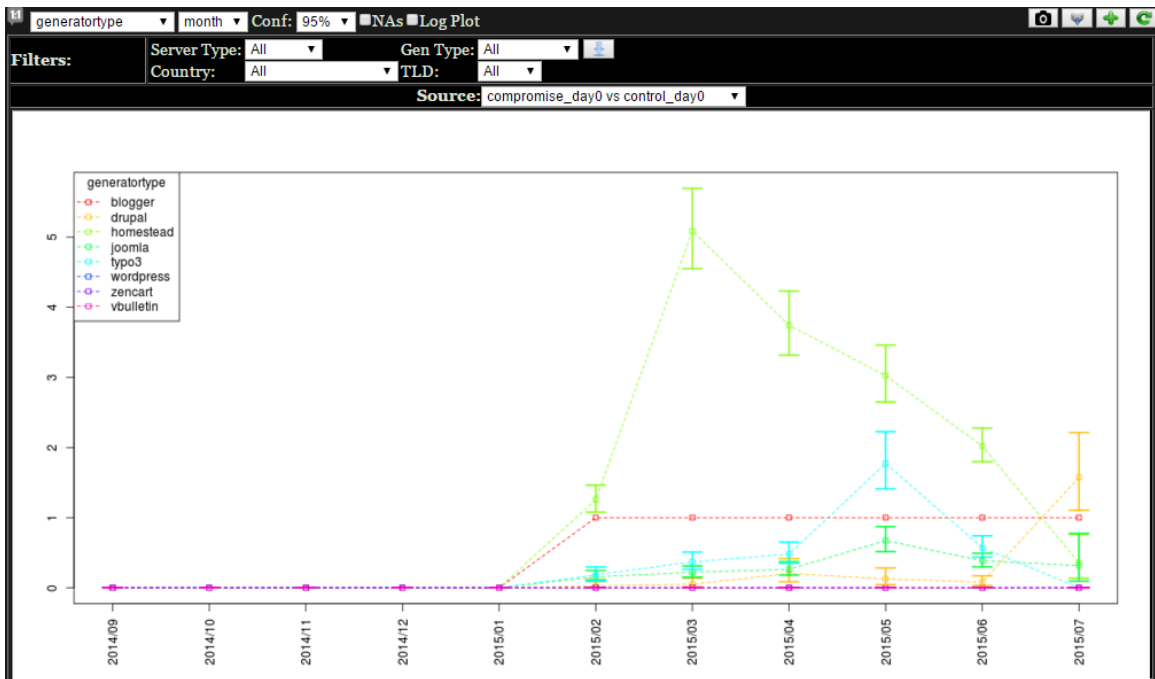 1:1 generatortype month Conf: 95% NAs Log Plot
Filters: Server Type: All Gen Type: All
Country: All TLD: All
Source: compromise_day0 vs control_day0
generatortype
blogger
drupal
homestead
joomla
typo3
wordpress
zencart
vbulletin
5
4
3
2
1
0
2014/09 2014/10 2014/11 2014/12 2015/01 2015/02 2015/03 2015/04 2015/05 2015/06 2015/07